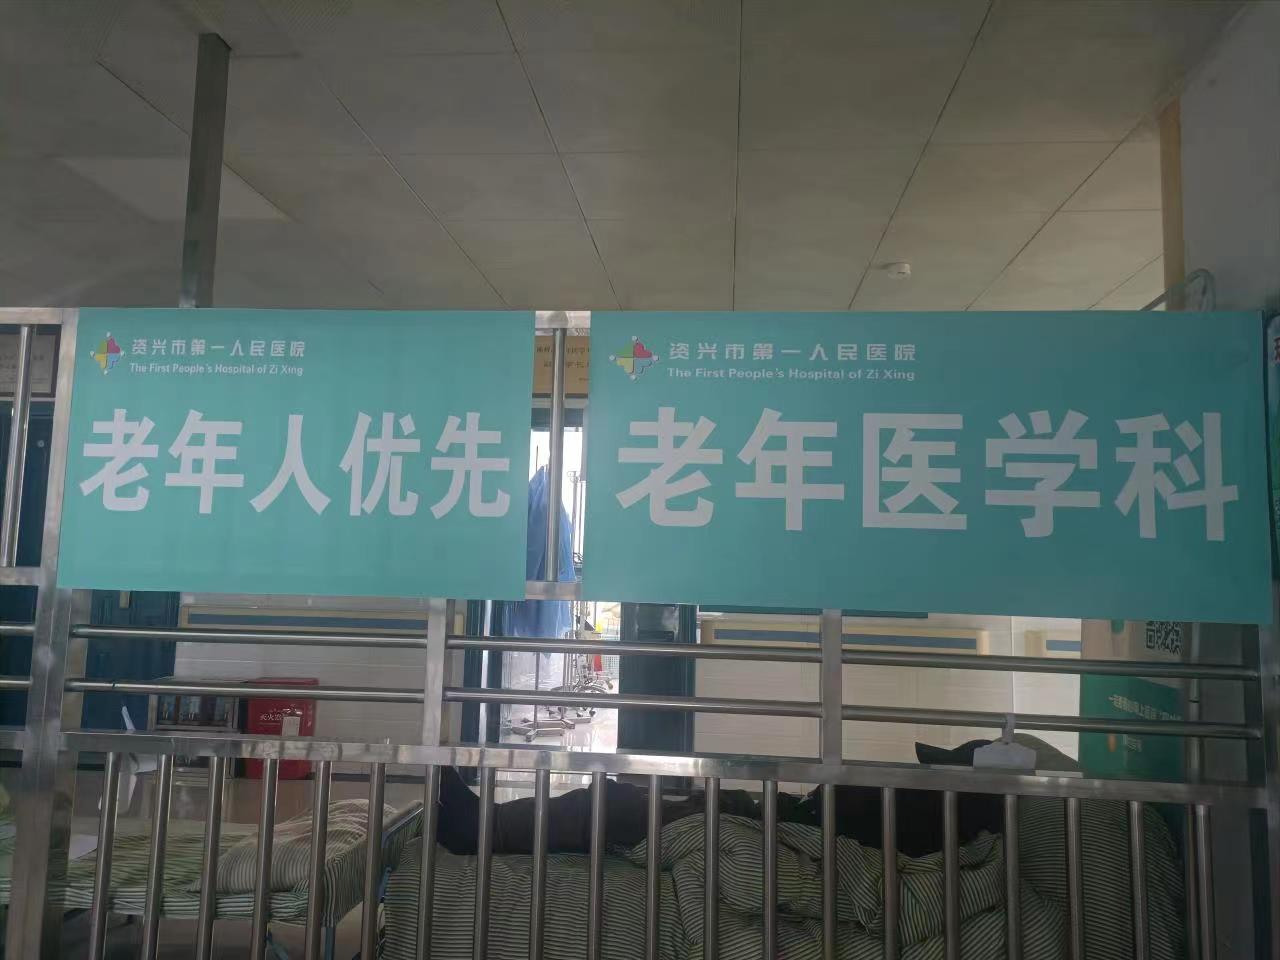 资兴市第一人民医院
The First People's Hospital of Zi Xing
老年人优先
资兴市第一人民医院
The First People's Hospital of Zi Xing
老年医学科